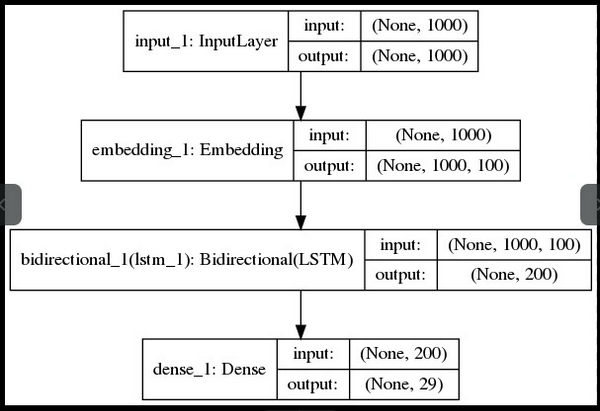 input_1: InputLayer
input: (None, 1000)
output: (None, 1000)
embedding_1: Embedding
input: (None, 1000)
output: (None, 1000, 100)
bidirectional_1(lstm_1): Bidirectional(LSTM)
input: (None, 1000, 100)
output: (None, 200)
dense_1: Dense
input: (None, 200)
output: (None, 29)